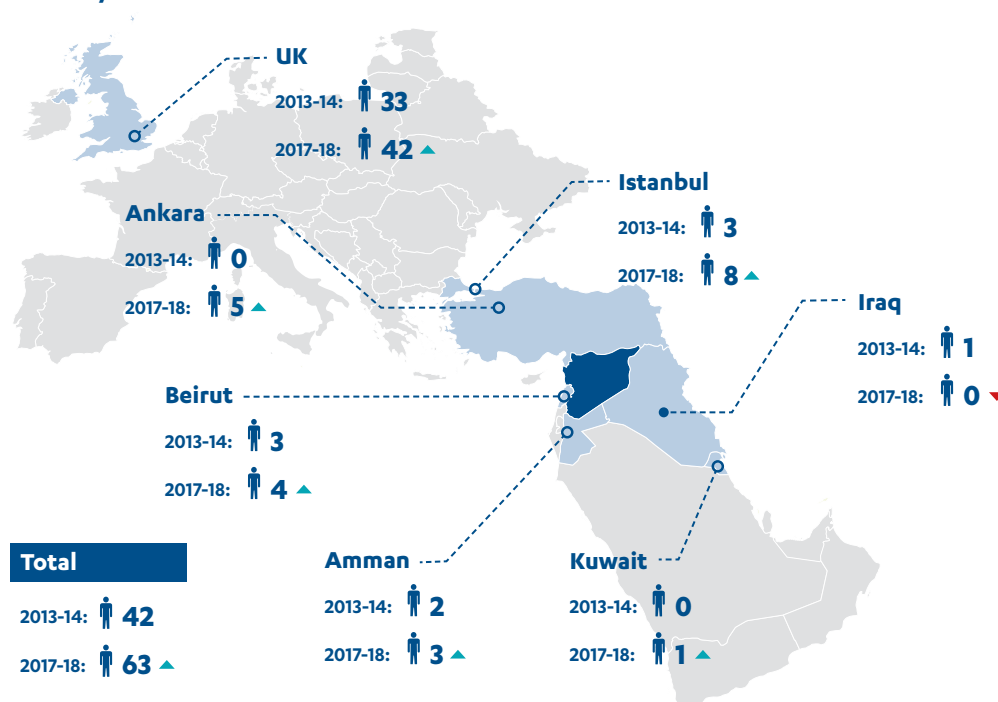 UK
2013-14: 33
2017-18: 42
Istanbul
2013-14: 3
2017-18: 8
Ankara
2013-14: 0
2017-18: 5
Iraq
2013-14: 1
2017-18: 0
Beirut
2013-14: 3
2017-18: 4
Amman
2013-14: 2
2017-18: 3
Kuwait
2013-14: 0
2017-18: 1
Total
2013-14: 42
2017-18: 63